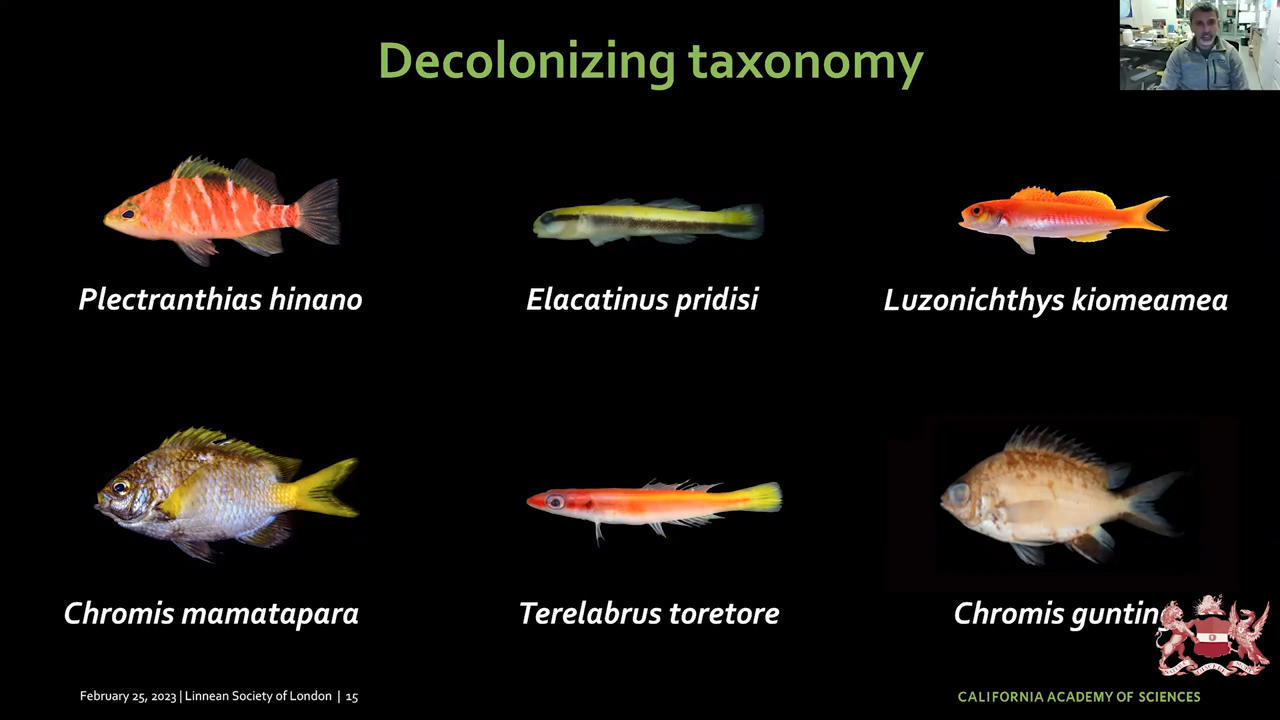 Decolonizing taxonomy
Plectranthias hinano
Elacatinus pridisi
Luzonichthys kiomeamea
Chromis mamatapara
Terelabrus toretore
Chromis gunting
February 25, 2023 | Linnean Society of London | 15
CALIFORNIA ACADEMY OF SCIENCES